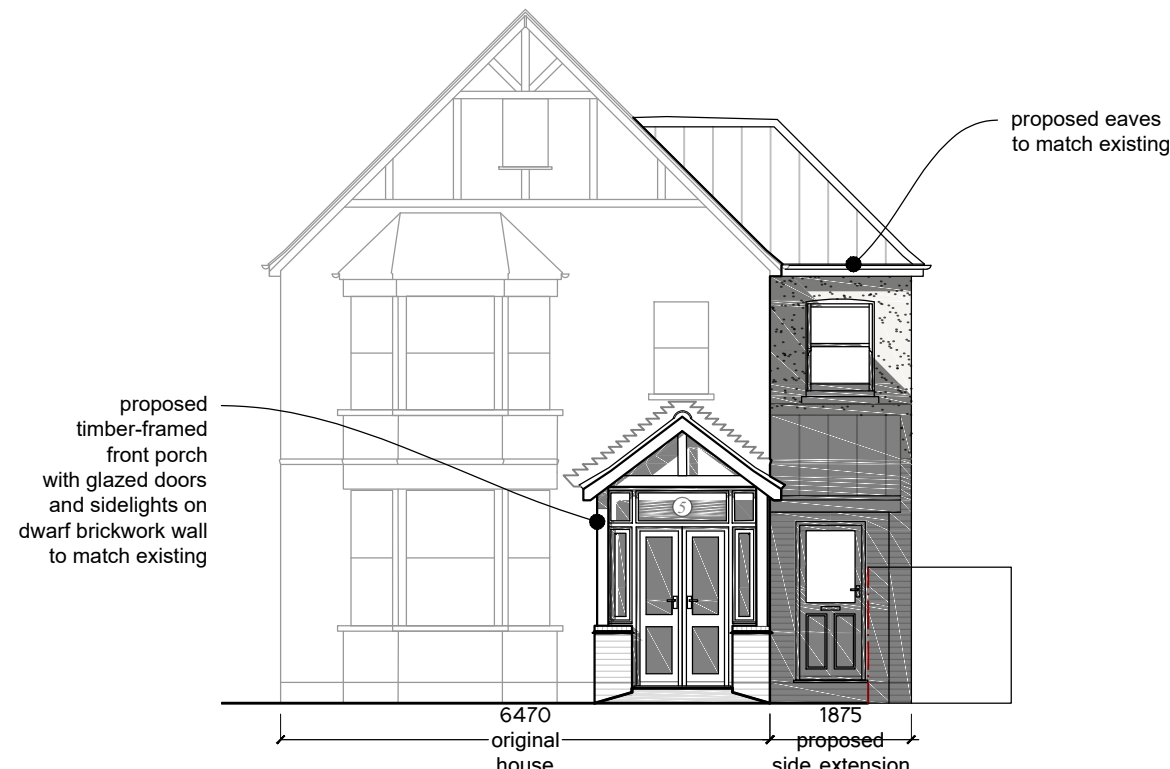 proposed eaves
to match existing
proposed
timber-framed
front porch
with glazed doors
and sidelights on
dwarf brickwork wall
to match existing
5
6470
original
house
1875
proposed
side extension